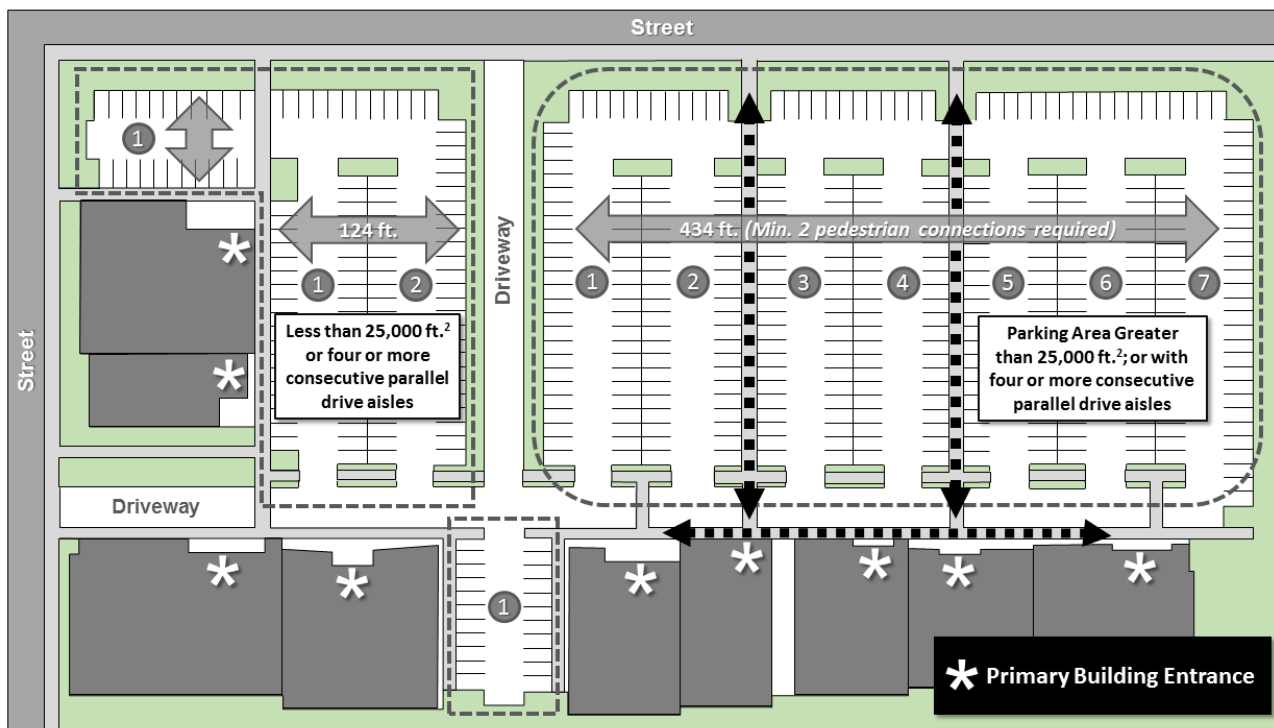 Street
Street
1
124 ft.
1
2
Less than 25,000 ft.²
or four or more
consecutive parallel
drive aisles
Driveway
434 ft. (Min. 2 pedestrian connections required)
1
2
3
4
5
6
7
Parking Area Greater
than 25,000 ft.²; or with
four or more consecutive
parallel drive aisles
Driveway
1
* Primary Building Entrance